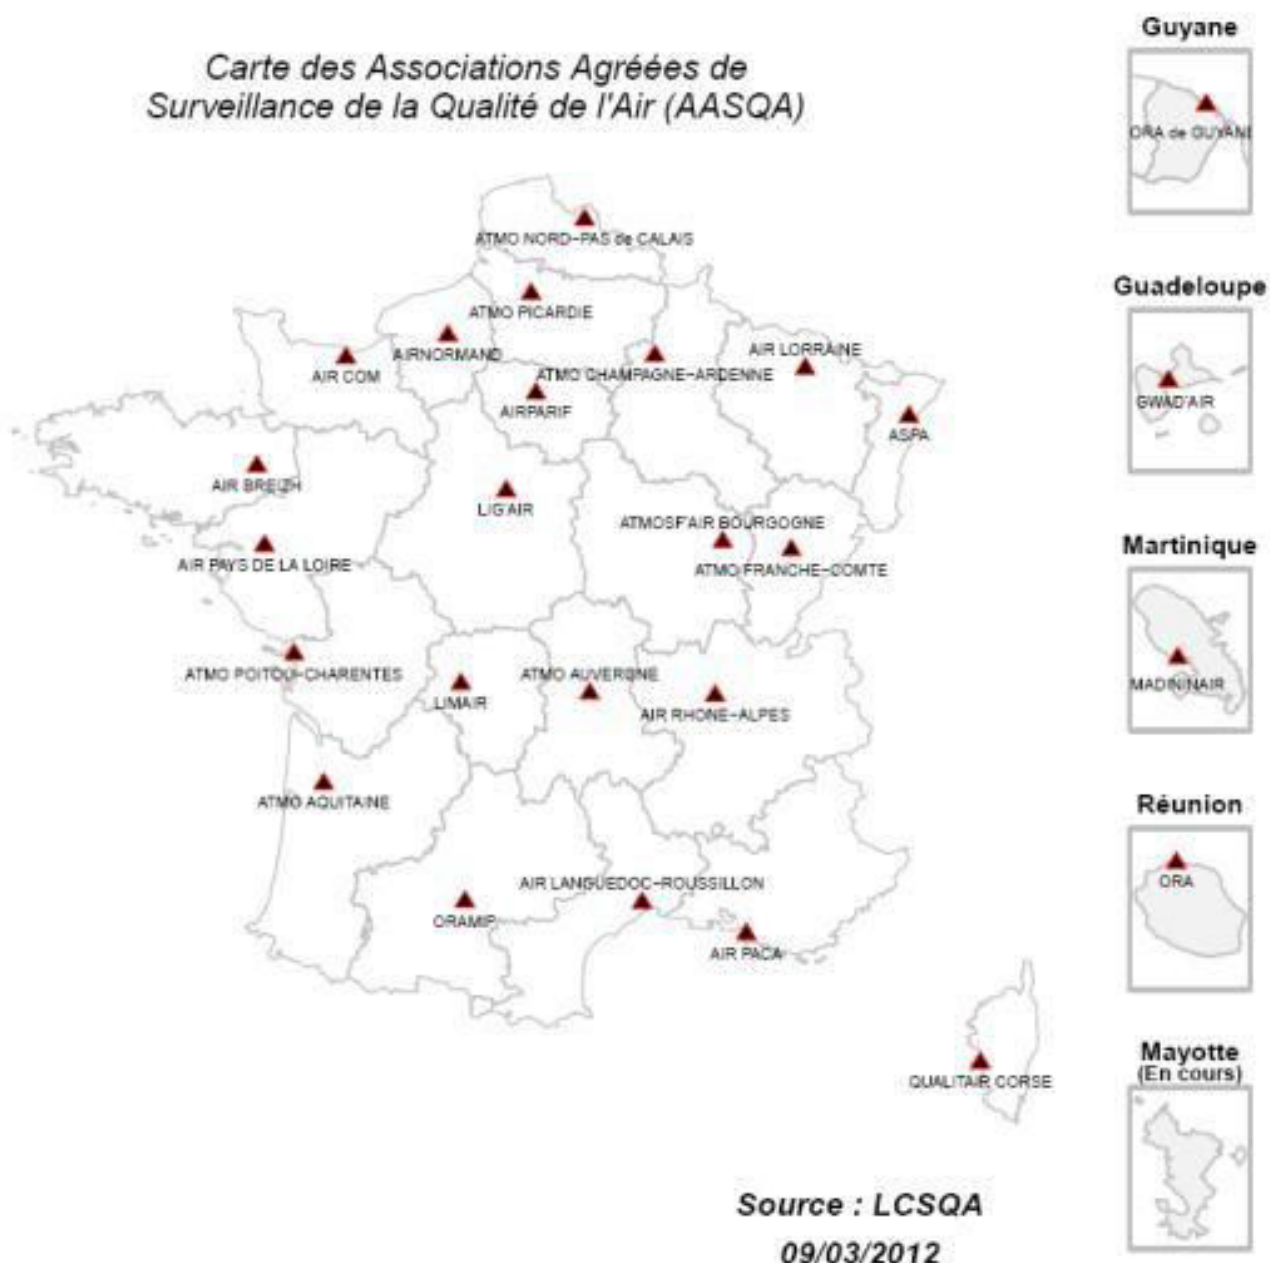 Carte des Associations Agréées de
Surveillance de la Qualité de l'Air (AASQA)
Guyane
ORA de GUYANE
ATMO NORD-PAS de CALAIS
Guadeloupe
ATMO PICARDIE
AIRNORMAND
AIR LORRAINE
AIR COM
ATMO CHAMPAGNE-ARDENNE
AIRPARIF
GWAD'AIR
ASPA
AIR BREIZH
LIG'AIR
ATMOSF'AIR BOURGOGNE
Martinique
AIR PAYS DE LA LOIRE
ATMO FRANCHE-COMTE
ATMO POITOU-CHARENTES
ATMO AUVERGNE
MADININAIR
LIMAIR
AIR RHONE-ALPES
ATMO AQUITAINE
Réunion
ORA
AIR LANGUEDOC-ROUSSILLON
ORAMIP
AIR PACA
Mayotte
(En cours)
QUALITAIR CORSE
Source : LCSQA
09/03/2012